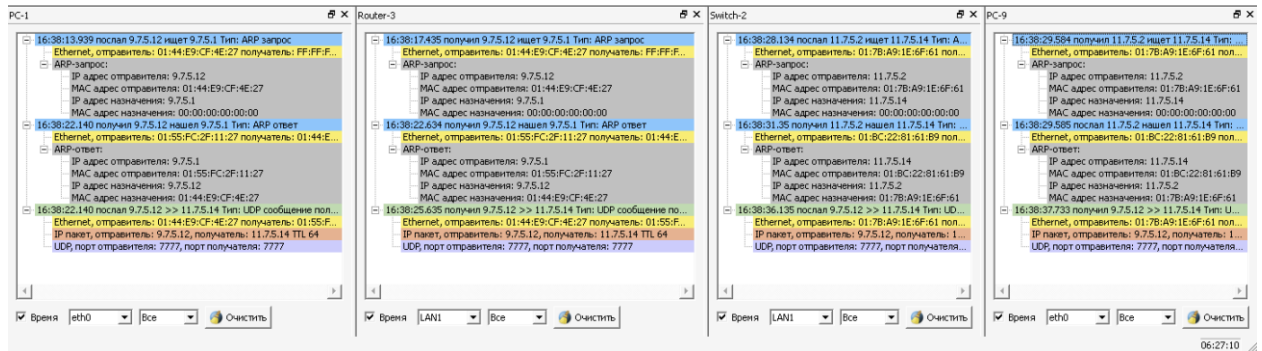 PC-1
16:38:13.939 послал 9.7.5.12 ищет 9.7.5.1 Тип: ARP запрос
Ethernet, отправитель: 01:44:E9:CF:4E:27 получатель: FF:FF:F...
ARP-запрос:
IP адрес отправителя: 9.7.5.12
MAC адрес отправителя: 01:44:E9:CF:4E:27
IP адрес назначения: 9.7.5.1
MAC адрес назначения: 00:00:00:00:00:00
16:38:22.140 получил 9.7.5.12 нашел 9.7.5.1 Тип: ARP ответ
Ethernet, отправитель: 01:55:FC:2F:11:27 получатель: 01:44:E...
ARP-ответ:
IP адрес отправителя: 9.7.5.1
MAC адрес отправителя: 01:55:FC:2F:11:27
IP адрес назначения: 9.7.5.12
MAC адрес назначения: 01:44:E9:CF:4E:27
16:38:22.140 послал 9.7.5.12 >> 11.7.5.14 Тип: UDP сообщение пол...
Ethernet, отправитель: 01:44:E9:CF:4E:27 получатель: 01:55:F...
IP пакет, отправитель: 9.7.5.12, получатель: 11.7.5.14 TTL 64
UDP, порт отправителя: 7777, порт получателя: 7777
Время eth0 Все Очистить
Router-3
16:38:17.435 получил 9.7.5.12 ищет 9.7.5.1 Тип: ARP запрос
Ethernet, отправитель: 01:44:E9:CF:4E:27 получатель: FF:FF:F...
ARP-запрос:
IP адрес отправителя: 9.7.5.12
MAC адрес отправителя: 01:44:E9:CF:4E:27
IP адрес назначения: 9.7.5.1
MAC адрес назначения: 00:00:00:00:00:00
16:38:22.634 получил 9.7.5.12 нашел 9.7.5.1 Тип: ARP ответ
Ethernet, отправитель: 01:55:FC:2F:11:27 получатель: 01:44:E...
ARP-ответ:
IP адрес отправителя: 9.7.5.1
MAC адрес отправителя: 01:55:FC:2F:11:27
IP адрес назначения: 9.7.5.12
MAC адрес назначения: 01:44:E9:CF:4E:27
16:38:25.635 получил 9.7.5.12 >> 11.7.5.14 Тип: UDP сообщение по...
Ethernet, отправитель: 01:44:E9:CF:4E:27 получатель: 01:55:F...
IP пакет, отправитель: 9.7.5.12, получатель: 11.7.5.14 TTL 64
UDP, порт отправителя: 7777, порт получателя: 7777
Время LAN1 Все Очистить
Switch-2
16:38:28.134 послал 11.7.5.2 ищет 11.7.5.14 Тип: A...
Ethernet, отправитель: 01:7B:A9:1E:6F:61 пол...
ARP-запрос:
IP адрес отправителя: 11.7.5.2
MAC адрес отправителя: 01:7B:A9:1E:6F:61
IP адрес назначения: 11.7.5.14
MAC адрес назначения: 00:00:00:00:00:00
16:38:31.35 получил 11.7.5.2 нашел 11.7.5.14 Тип: ...
Ethernet, отправитель: 01:BC:22:81:61:B9 пол...
ARP-ответ:
IP адрес отправителя: 11.7.5.14
MAC адрес отправителя: 01:BC:22:81:61:B9
IP адрес назначения: 11.7.5.2
MAC адрес назначения: 01:7B:A9:1E:6F:61
16:38:36.135 послал 9.7.5.12 >> 11.7.5.14 Тип: UD...
Ethernet, отправитель: 01:7B:A9:1E:6F:61 пол...
IP пакет, отправитель: 9.7.5.12, получатель: 1...
UDP, порт отправителя: 7777, порт получателя...
Время LAN1 Все Очистить
PC-9
16:38:29.584 получил 11.7.5.2 ищет 11.7.5.14 Тип: ...
Ethernet, отправитель: 01:7B:A9:1E:6F:61 пол...
ARP-запрос:
IP адрес отправителя: 11.7.5.2
MAC адрес отправителя: 01:7B:A9:1E:6F:61
IP адрес назначения: 11.7.5.14
MAC адрес назначения: 00:00:00:00:00:00
16:38:29.585 послал 11.7.5.2 нашел 11.7.5.14 Тип: ...
Ethernet, отправитель: 01:BC:22:81:61:B9 пол...
ARP-ответ:
IP адрес отправителя: 11.7.5.14
MAC адрес отправителя: 01:BC:22:81:61:B9
IP адрес назначения: 11.7.5.2
MAC адрес назначения: 01:7B:A9:1E:6F:61
16:38:37.733 получил 9.7.5.12 >> 11.7.5.14 Тип: U...
Ethernet, отправитель: 01:7B:A9:1E:6F:61 пол...
IP пакет, отправитель: 9.7.5.12, получатель: 1...
UDP, порт отправителя: 7777, порт получателя...
Время eth0 Все Очистить
06:27:10